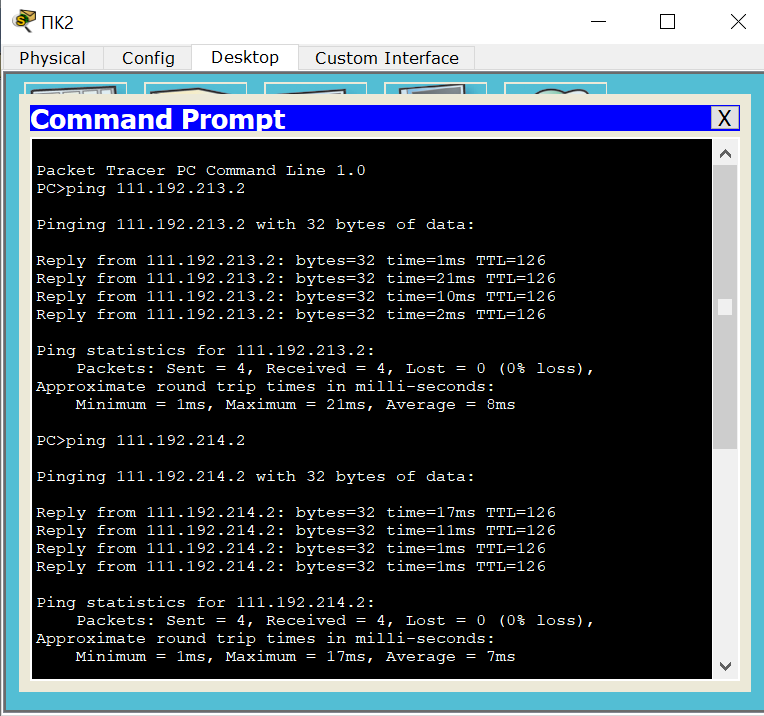 ПК2
Physical Config Desktop Custom Interface
Command Prompt X
Packet Tracer PC Command Line 1.0
PC>ping 111.192.213.2
Pinging 111.192.213.2 with 32 bytes of data:
Reply from 111.192.213.2: bytes=32 time=1ms TTL=126
Reply from 111.192.213.2: bytes=32 time=21ms TTL=126
Reply from 111.192.213.2: bytes=32 time=10ms TTL=126
Reply from 111.192.213.2: bytes=32 time=2ms TTL=126
Ping statistics for 111.192.213.2:
Packets: Sent = 4, Received = 4, Lost = 0 (0% loss),
Approximate round trip times in milli-seconds:
Minimum = 1ms, Maximum = 21ms, Average = 8ms
PC>ping 111.192.214.2
Pinging 111.192.214.2 with 32 bytes of data:
Reply from 111.192.214.2: bytes=32 time=17ms TTL=126
Reply from 111.192.214.2: bytes=32 time=11ms TTL=126
Reply from 111.192.214.2: bytes=32 time=1ms TTL=126
Reply from 111.192.214.2: bytes=32 time=1ms TTL=126
Ping statistics for 111.192.214.2:
Packets: Sent = 4, Received = 4, Lost = 0 (0% loss),
Approximate round trip times in milli-seconds:
Minimum = 1ms, Maximum = 17ms, Average = 7ms